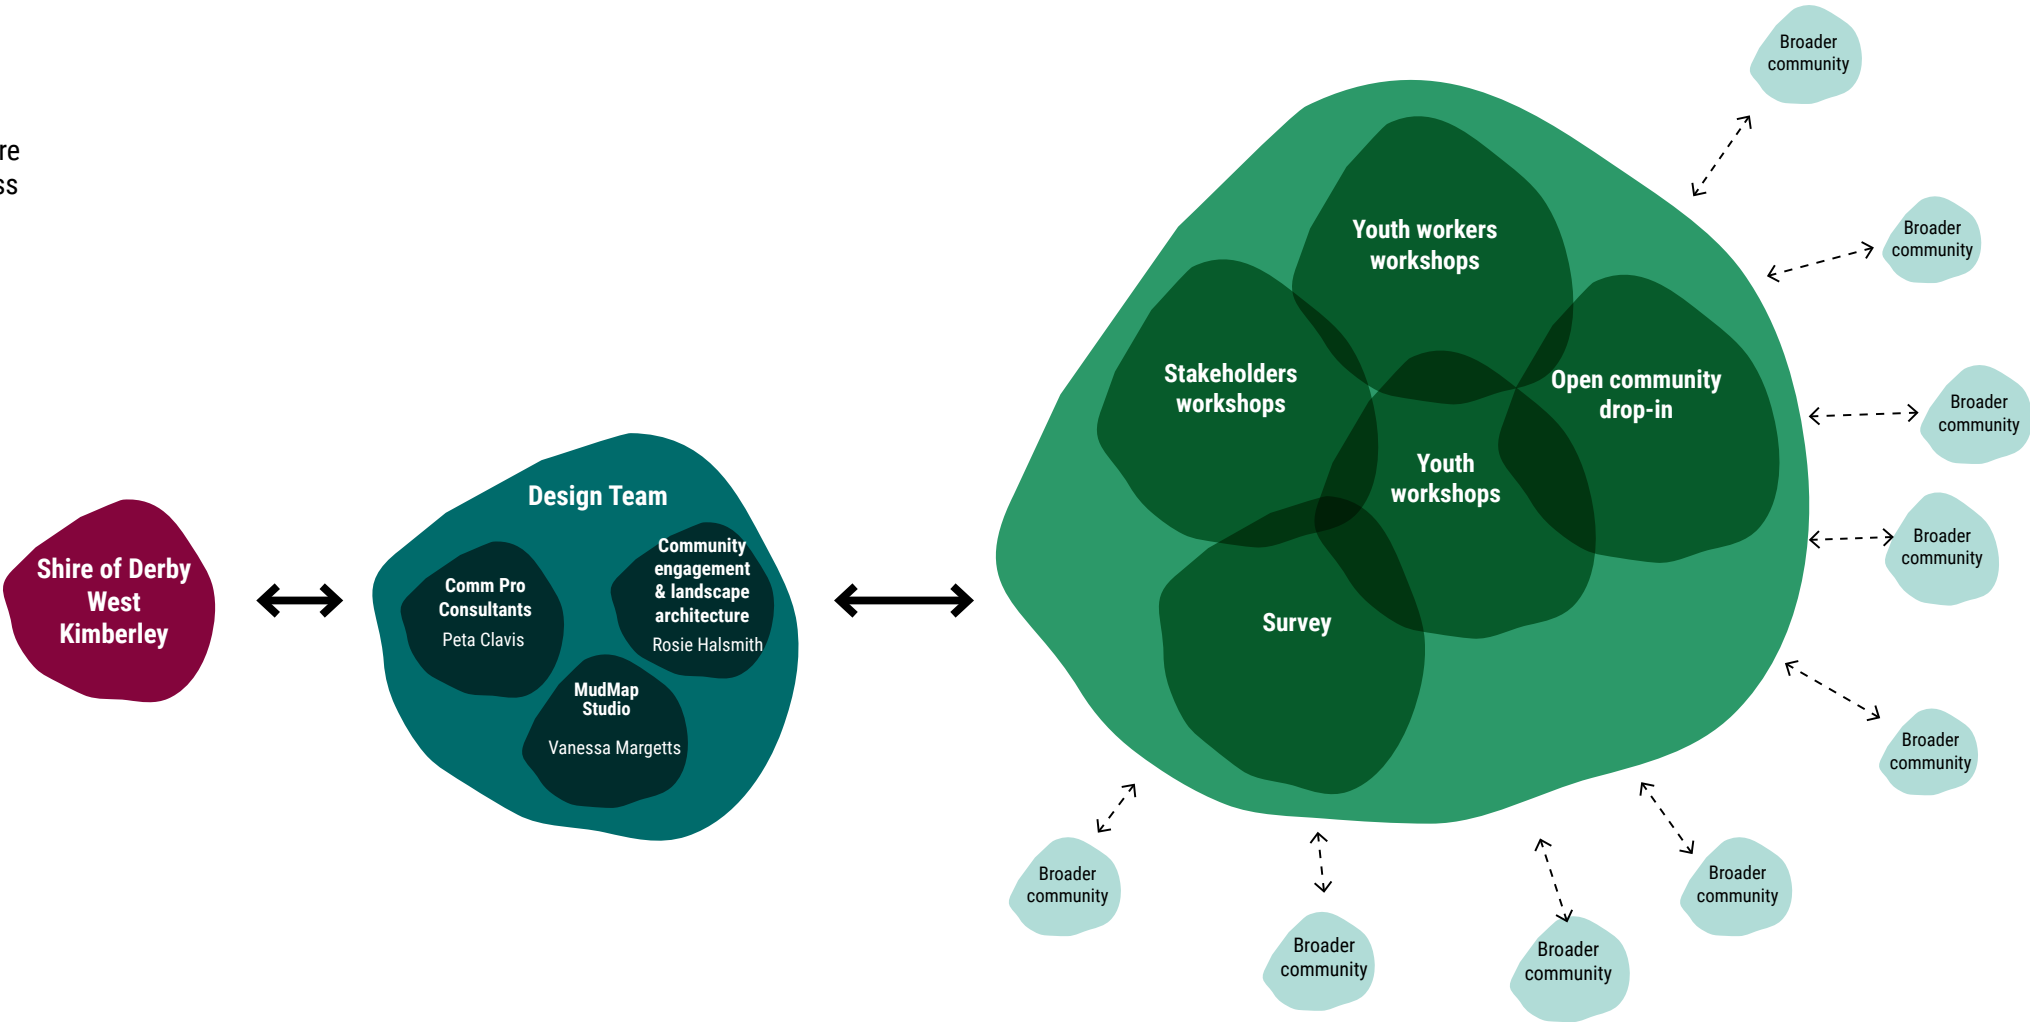 re
ss
Shire of Derby
West
Kimberley
Design Team
Comm Pro
Consultants
Peta Clavis
Community
engagement
& landscape
architecture
Rosie Halsmith
MudMap
Studio
Vanessa Margetts
Youth workers
workshops
Stakeholders
workshops
Open community
drop-in
Youth
workshops
Survey
Broader
community
Broader
community
Broader
community
Broader
community
Broader
community
Broader
community
Broader
community
Broader
community
Broader
community